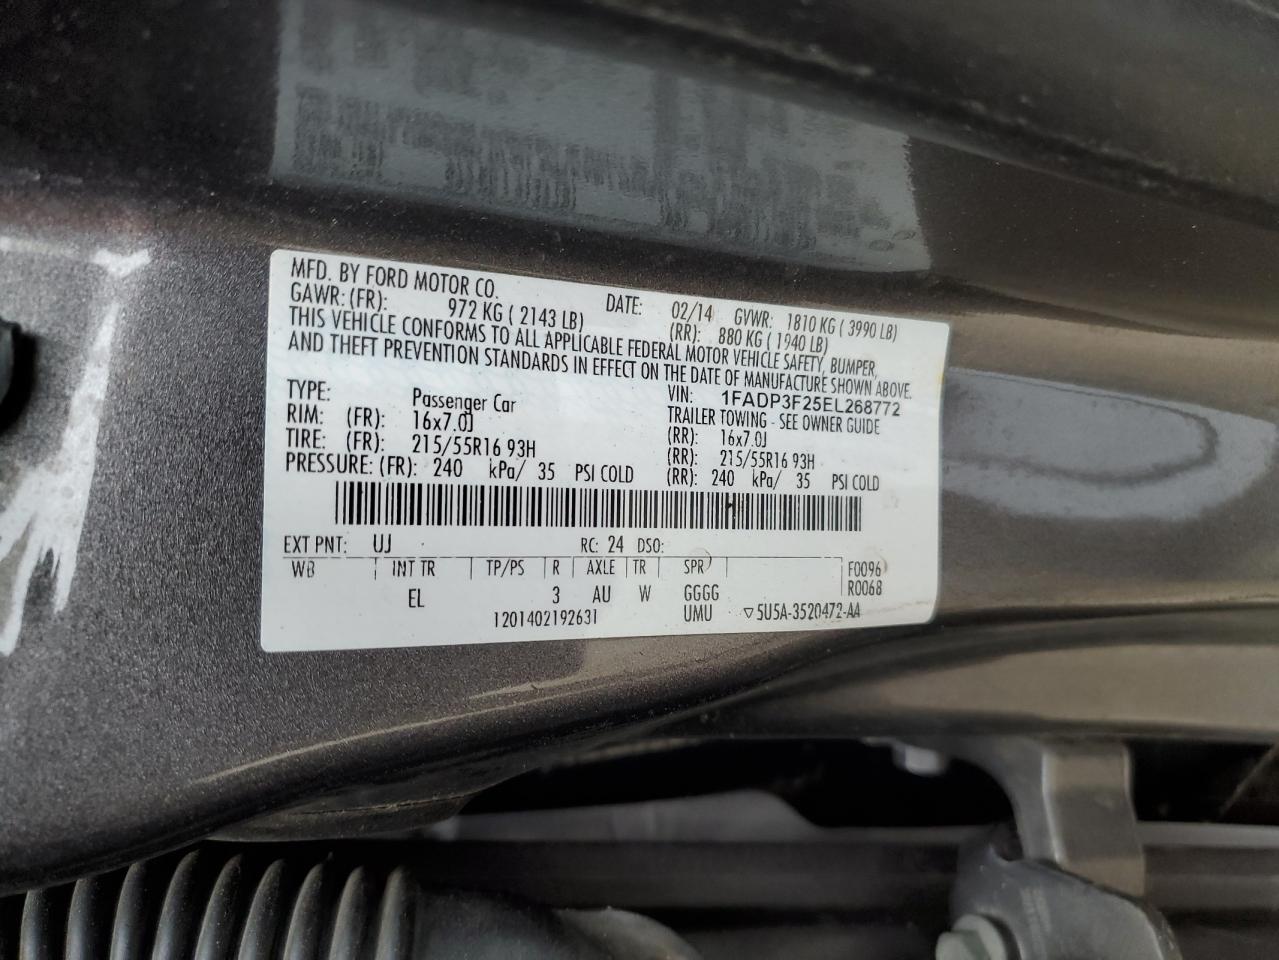 MFD. BY FORD MOTOR CO. DATE: 02/14 GVWR: 1810 KG ( 3990 LB)
GAWR: (FR): 972 KG ( 2143 LB) (RR): 880 KG ( 1940 LB)
THIS VEHICLE CONFORMS TO ALL APPLICABLE FEDERAL MOTOR VEHICLE SAFETY, BUMPER,
AND THEFT PREVENTION STANDARDS IN EFFECT ON THE DATE OF MANUFACTURE SHOWN ABOVE.
TYPE: Passenger Car VIN: 1FADP3F25EL268772
TRAILER TOWING - SEE OWNER GUIDE
RIM: (FR): 16x7.0J (RR): 16x7.0J
TIRE: (FR): 215/55R16 93H (RR): 215/55R16 93H
PRESSURE: (FR): 240 kPa/ 35 PSI COLD (RR): 240 kPa/ 35 PSI COLD
EXT PNT: UJ RC: 24 DSO:
WB INT TR TP/PS R AXLE TR SPR F0096
EL 3 AU W GGGG R0068
1201402192631 UMU ▽5U5A-3520472-AA